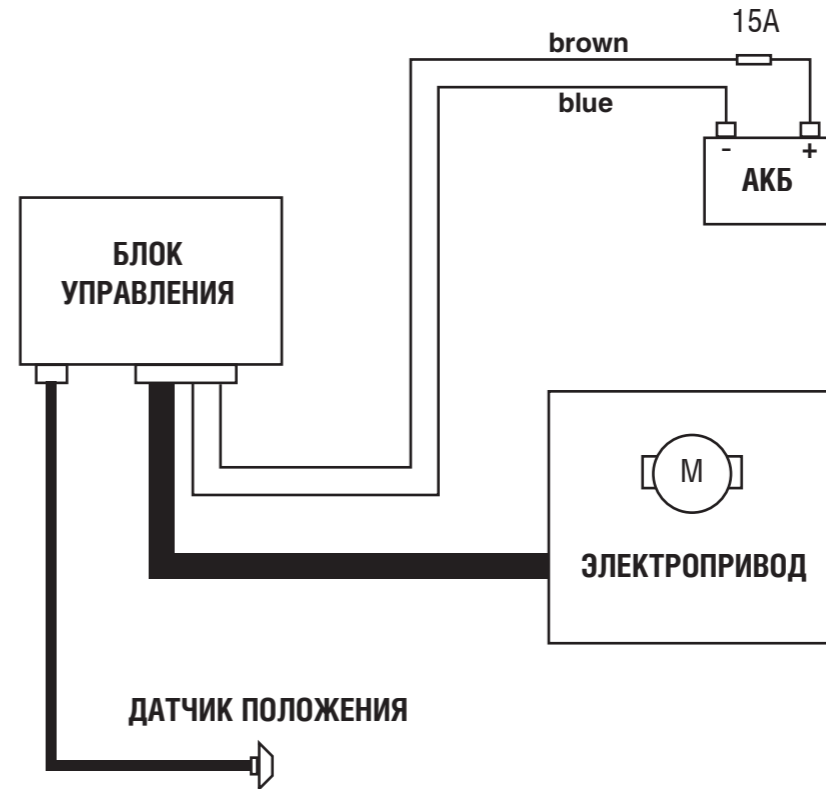 15A
brown
blue
- +
АКБ
БЛОК
УПРАВЛЕНИЯ
М
ЭЛЕКТРОПРИВОД
ДАТЧИК ПОЛОЖЕНИЯ